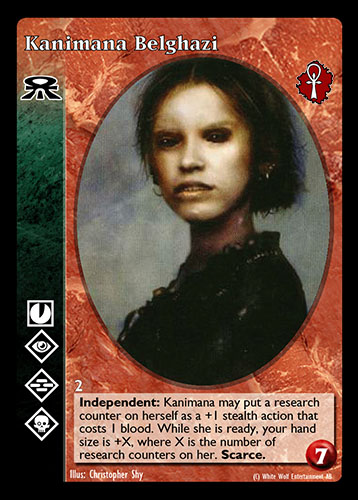 Kanimana Belghazi
2
Independent: Kanimana may put a research
counter on herself as a +1 stealth action that
costs 1 blood. While she is ready, your hand
size is +X, where X is the number of
research counters on her. Scarce.
7
Illus: Christopher Shy
(C) White Wolf Entertainment AB